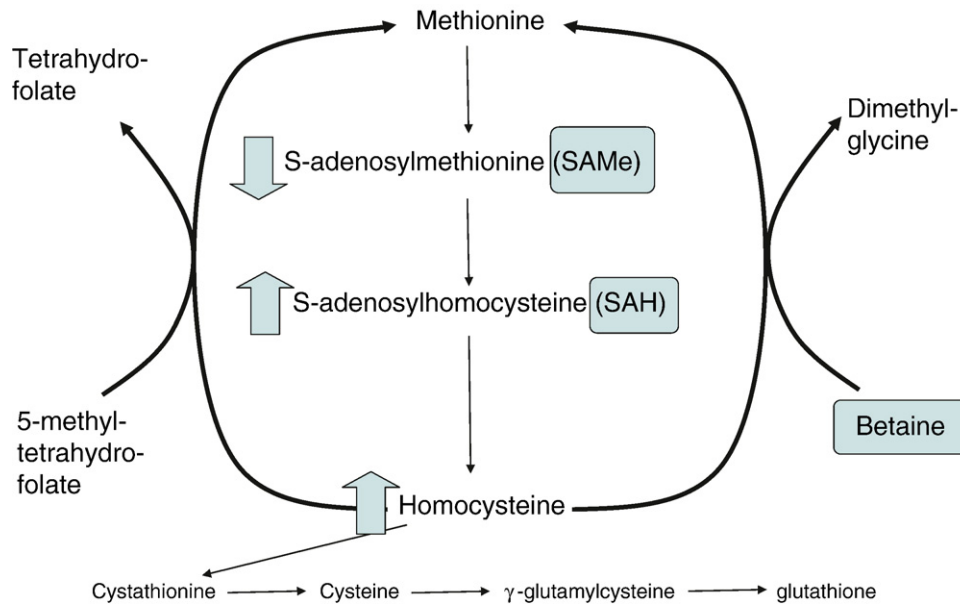 Methionine
Tetrahydro-
folate
Dimethyl-
glycine
S-adenosylmethionine (SAMe)
S-adenosylhomocysteine (SAH)
5-methyl-
tetrahydro-
folate
Betaine
Homocysteine
Cystathionine
Cysteine
γ-glutamylcysteine
glutathione